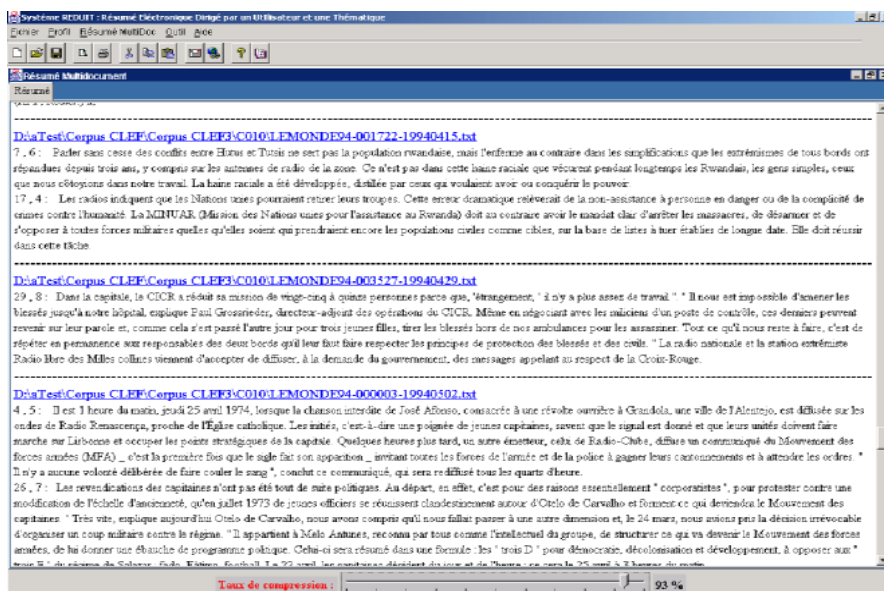 Système REDUIT : Résumé Eléctronique Dirigé par un Utilisateur et une Thématique
Fichier Profil Résumé MultiDoc Outil Aide
Résumé Multidocument
Résumé
D:\aTest\Corpus CLEF\Corpus CLEF3\C010\LEMONDE94-001722-19940415.txt
7 , 6 : Parler sans cesse des conflits entre Hutus et Tutsis ne sert pas la population rwandaise, mais l'enferme au contraire dans les simplifications que les extrémismes de tous bords ont
répandues depuis trois ans, y compris sur les antennes de radio de la zone. Ce n'est pas dans cette haine raciale que vécurent pendant longtemps les Rwandais, les gens simples, ceux
que nous côtoyons dans notre travail. La haine raciale a été développée, distillée par ceux qui voulaient avoir ou conquérir le pouvoir.
17 , 4 : Les radios indiquent que les Nations unies pourraient retirer leurs troupes. Cette erreur dramatique relèverait de la non-assistance à personne en danger ou de la complicité de
crimes contre l'humanité. La MINUAR (Mission des Nations unies pour l'assistance au Rwanda) doit au contraire avoir le mandat clair d'arrêter les massacres, de désarmer et de
s'opposer à toutes forces militaires quelles qu'elles soient qui prendraient encore les populations civiles comme cibles, sur la base de listes à tuer établies de longue date. Elle doit réussir
dans cette tâche.
D:\aTest\Corpus CLEF\Corpus CLEF3\C010\LEMONDE94-003527-19940429.txt
29 , 8 : Dans la capitale, le CICR a réduit sa mission de vingt-cinq à quinze personnes parce que, "étrangement, " il n'y a plus assez de travail ". " Il nous est impossible d'amener les
blessés jusqu'à notre hôpital, explique Paul Grossrieder, directeur-adjoint des opérations du CICR. Même en négociant avec les miliciens d'un poste de contrôle, ces derniers peuvent
revenir sur leur parole et, comme cela s'est passé l'autre jour pour trois jeunes filles, tirer les blessés hors de nos ambulances pour les assassiner. Tout ce qu'il nous reste à faire, c'est de
répéter en permanence aux responsables des deux bords qu'il leur faut faire respecter les principes de protection des blessés et des civils. " La radio nationale et la station extrémiste
Radio libre des Milles collines viennent d'accepter de diffuser, à la demande du gouvernement, des messages appelant au respect de la Croix-Rouge.
D:\aTest\Corpus CLEF\Corpus CLEF3\C010\LEMONDE94-000003-19940502.txt
4 , 5 : Il est 1 heure du matin, jeudi 25 avril 1974, lorsque la chanson interdite de José Afonso, consacrée à une révolte ouvrière à Grandola, une ville de l'Alentejo, est diffusée sur les
ondes de Radio Renascença, proche de l'Église catholique. Les initiés, c'est-à-dire une poignée de jeunes capitaines, savent que le signal est donné et que leurs unités doivent faire
marche sur Lisbonne et occuper les points stratégiques de la capitale. Quelques heures plus tard, un autre émetteur, celui de Radio-Clube, diffuse un communiqué du Mouvement des
forces armées (MFA) _ c'est la première fois que le sigle fait son apparition _ invitant toutes les forces de l'armée et de la police à gagner leurs cantonnements et à attendre les ordres. "
Il n'y a aucune volonté délibérée de faire couler le sang ", conclut ce communiqué, qui sera rediffusé tous les quarts d'heure.
26 , 7 : Les revendications des capitaines n'ont pas été tout de suite politiques. Au départ, en effet, c'est pour des raisons essentiellement " corporatistes ", pour protester contre une
modification de l'échelle d'ancienneté, qu'en juillet 1973 de jeunes officiers se réunissent clandestinement autour d'Otelo de Carvalho et forment ce qui deviendra le Mouvement des
capitaines. " Très vite, explique aujourd'hui Otelo de Carvalho, nous avons compris qu'il nous fallait passer à une autre dimension et, le 24 mars, nous avions pris la décision irrévocable
d'organiser un coup militaire contre le régime. " Il appartient à Melo Antunes, reconnu par tous comme l'intellectuel du groupe, de structurer ce qui va devenir le Mouvement des forces
armées, de lui donner une ébauche de programme politique. Celui-ci sera résumé dans une formule : les " trois D " pour démocratie, décolonisation et développement, à opposer aux "
trois F " du régime de Salazar, fado, Fátima, football. Le 23 avril, les capitaines décident du jour et de l'heure : ce sera le 25 avril à 3 heures du matin.
Taux de compression : 93 %